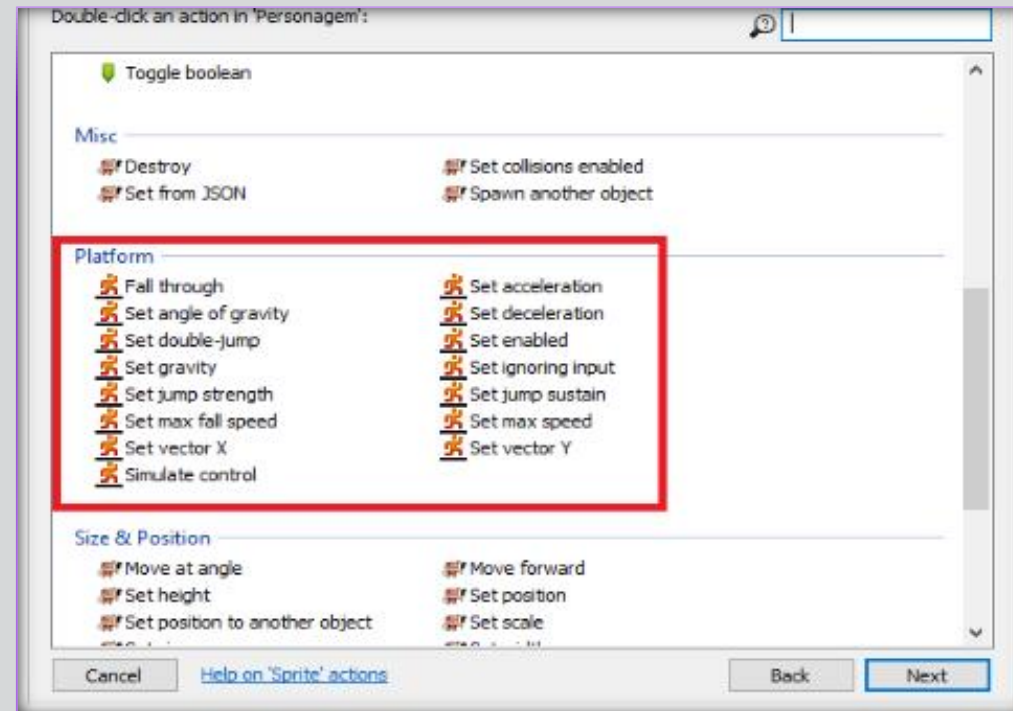 Double-click an action in 'Personagem':
Toggle boolean
Misc
Destroy
Set collisions enabled
Set from JSON
Spawn another object
Platform
Fall through
Set acceleration
Set angle of gravity
Set deceleration
Set double-jump
Set enabled
Set gravity
Set ignoring input
Set jump strength
Set jump sustain
Set max fall speed
Set max speed
Set vector X
Set vector Y
Simulate control
Size & Position
Move at angle
Move forward
Set height
Set position
Set position to another object
Set scale
Cancel
Help on 'Sprite' actions
Back
Next